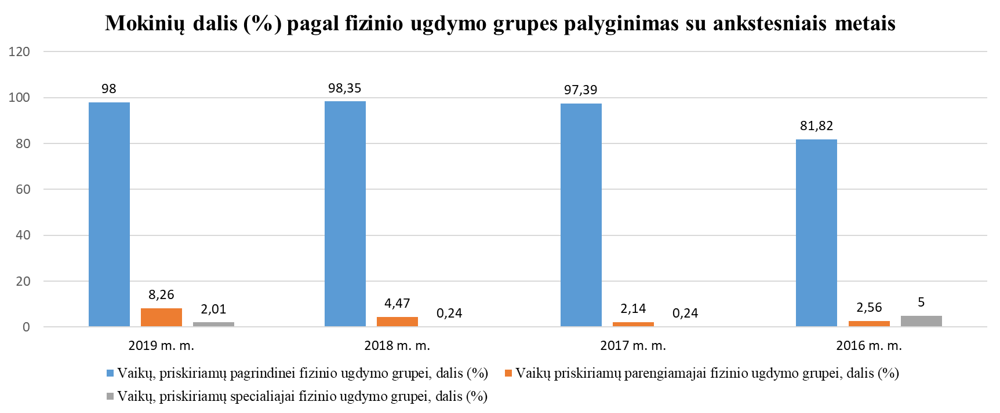 Mokinių dalis (%) pagal fizinio ugdymo grupes palyginimas su ankstesniais metais
120
100
80
60
40
20
0
98
8,26
2,01
98,35
4,47
0,24
97,39
2,14
0,24
81,82
2,56
5
2019 m. m.
2018 m. m.
2017 m. m.
2016 m. m.
Vaikų, priskiriamų pagrindinei fizinio ugdymo grupei, dalis (%)
Vaikų priskiriamų parengiamajai fizinio ugdymo grupei, dalis (%)
Vaikų, priskiriamų specialiajai fizinio ugdymo grupei, dalis (%)